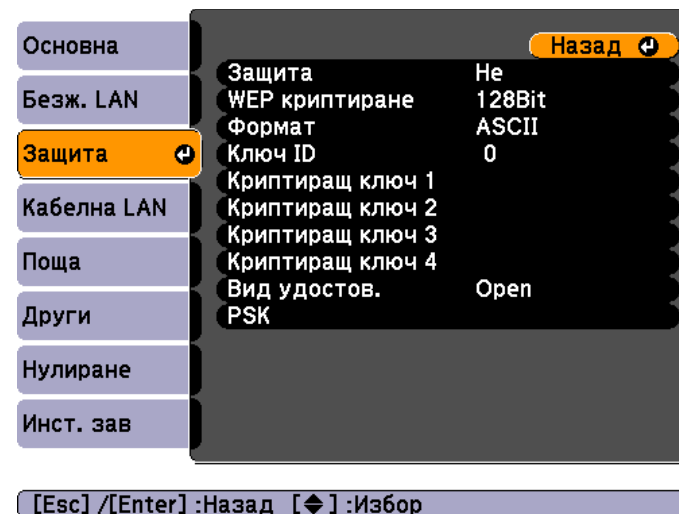 Основна
Безж. LAN
Защита
Кабелна LAN
Поща
Други
Нулиране
Инст. зав
Назад
Защита Не
WEP криптиране 128Bit
Формат ASCII
Ключ ID 0
Криптиращ ключ 1
Криптиращ ключ 2
Криптиращ ключ 3
Криптиращ ключ 4
Вид удостов. Open
PSK
[Esc] /[Enter] :Назад [◆] :Избор